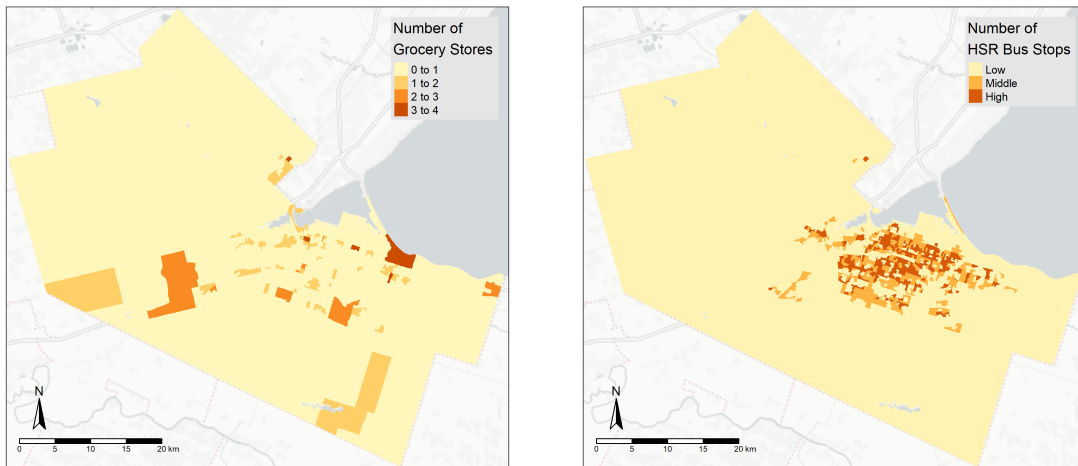 Number of
Grocery Stores
0 to 1
1 to 2
2 to 3
3 to 4
N
0 5 10 15 20 km
Number of
HSR Bus Stops
Low
Middle
High
N
0 5 10 15 20 km